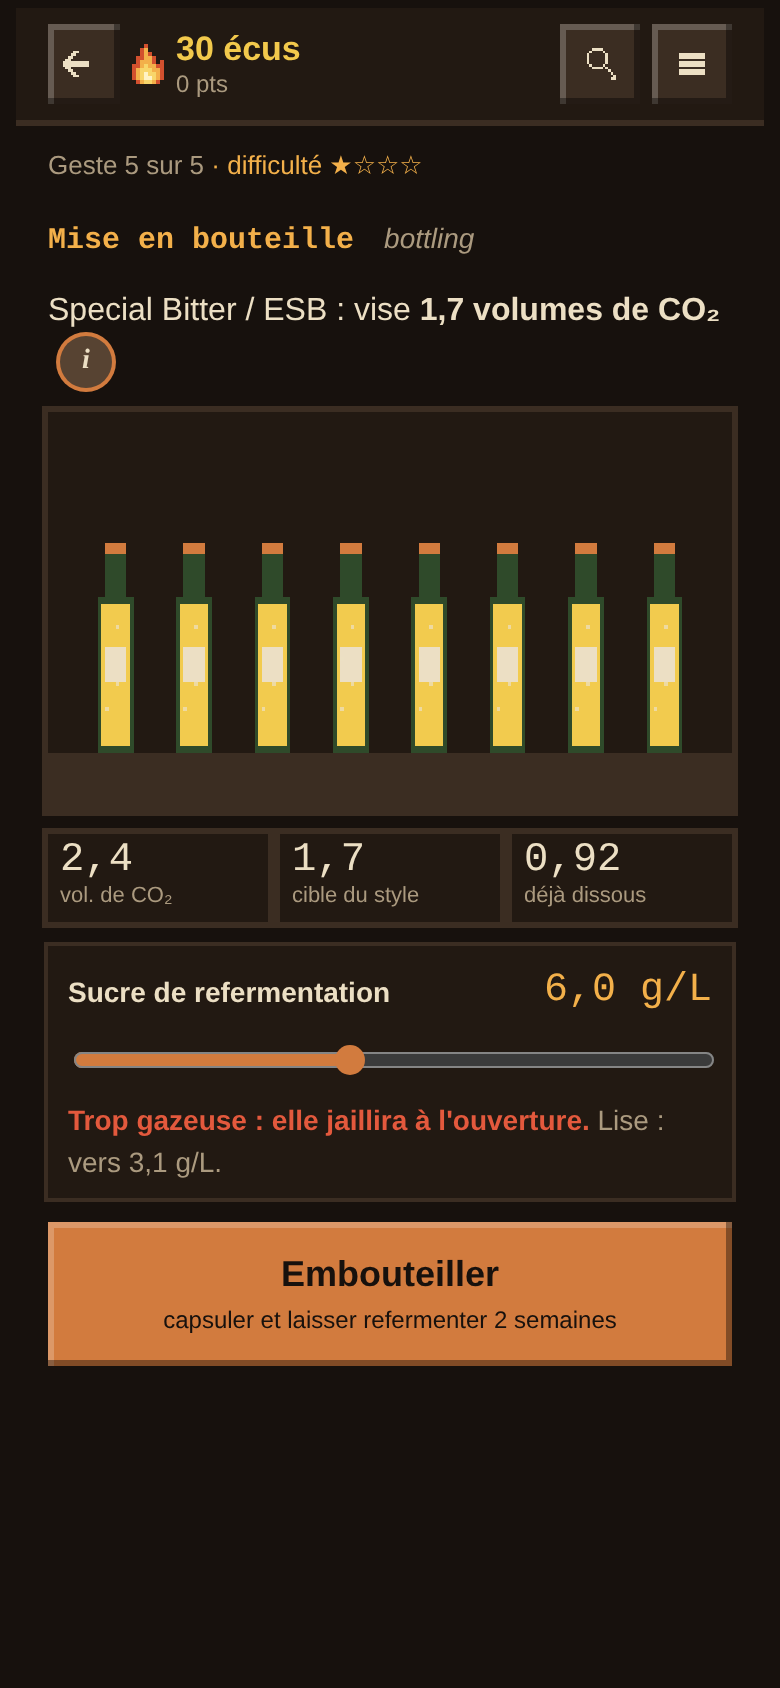 30 écus
0 pts
Geste 5 sur 5 · difficulté ★☆☆☆
Mise en bouteille bottling
Special Bitter / ESB : vise 1,7 volumes de CO₂
i
2,4
vol. de CO₂
1,7
cible du style
0,92
déjà dissous
Sucre de refermentation 6,0 g/L
Trop gazeuse : elle jaillira à l'ouverture. Lise :
vers 3,1 g/L.
Embouteiller
capsuler et laisser refermenter 2 semaines